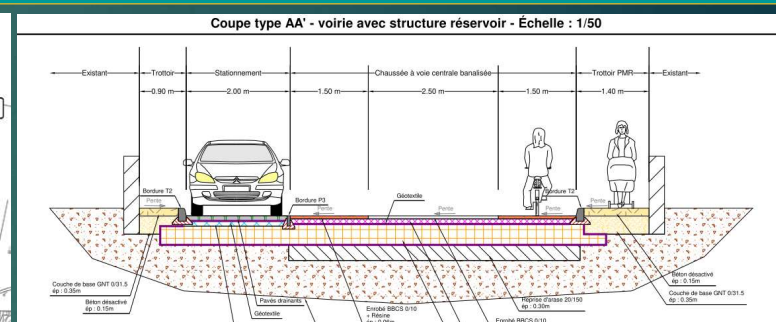 Coupe type AA' - voirie avec structure réservoir - Échelle : 1/50
Existant
Trottoir
Stationnement
Chaussée à voie centrale banalisée
Trottoir PMR
Existant
0.90 m
2.00 m
1.50 m
2.50 m
1.50 m
1.40 m
Bordure T2
Pente
Bordure P3
Pente
Géotextile
Pente
Pente
Bordure T2
Pente
Couche de base GNT 0/31.5
ép : 0.35m
Béton désactivé
ép : 0.15m
Pavés drainants
Géotextile
Enrobé BBCS 0/10
+ Résine
ép : 0.06m
Enrobé BBCS 0/10
Reprise d'arase 20/150
ép : 0.30m
Béton désactivé
ép : 0.15m
Couche de base GNT 0/31.5
ép : 0.35m